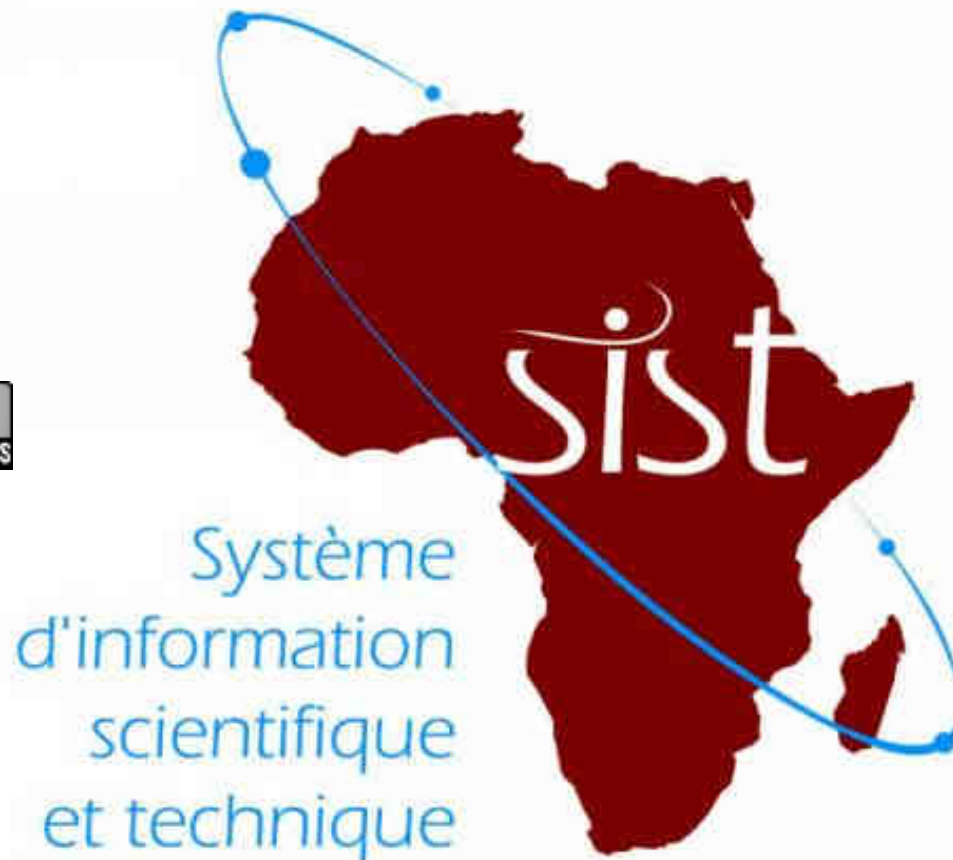 sist
Système
d'information
scientifique
et technique